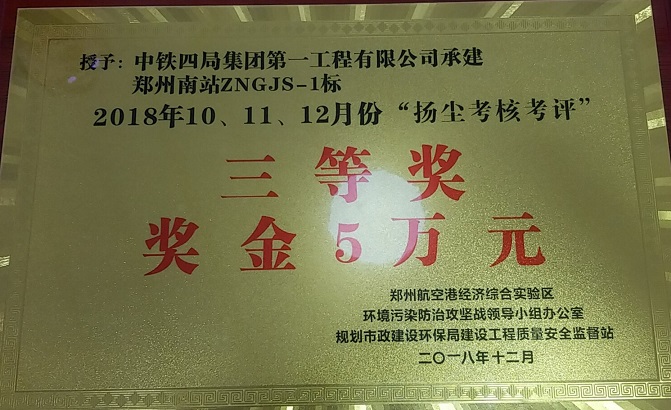 授予：中铁四局集团第一工程有限公司承建
郑州南站ZNGJS-1标
2018年10、11、12月份“扬尘考核考评”
三等奖
奖金5万元
郑州航空港经济综合实验区
环境污染防治攻坚战领导小组办公室
规划市政建设环保局建设工程质量安全监督站
二〇一八年十二月